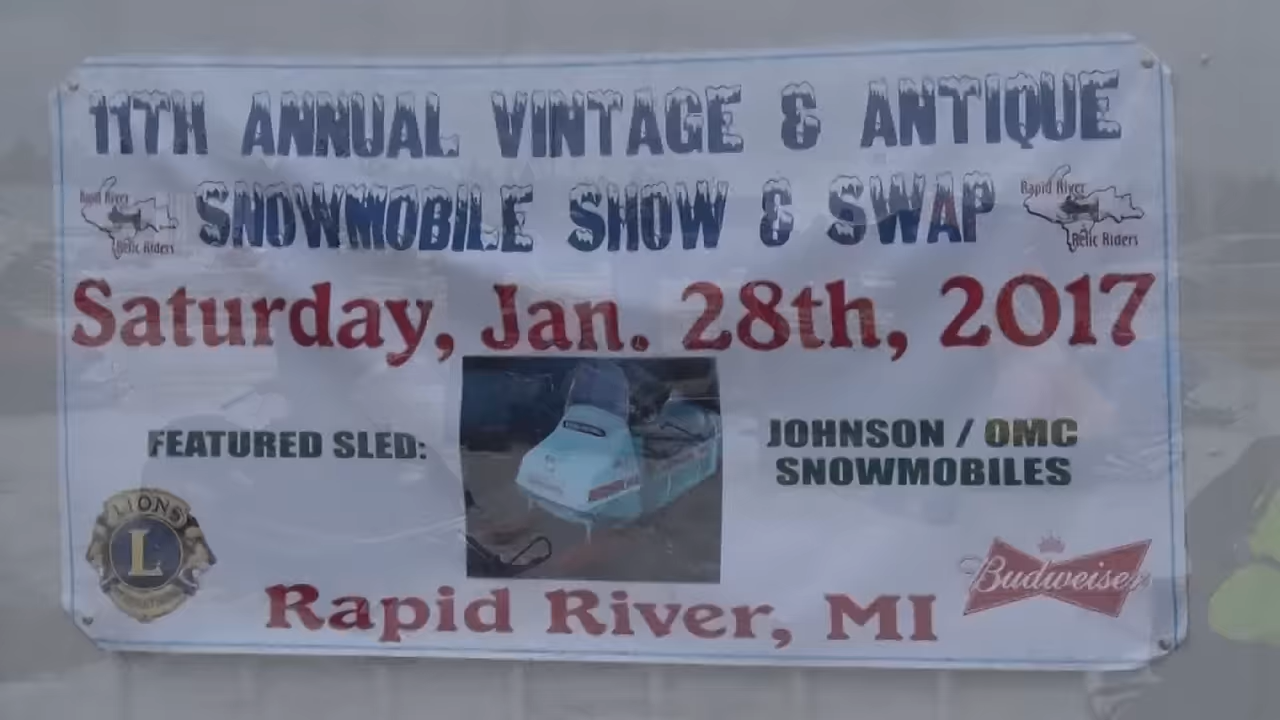 11TH ANNUAL VINTAGE & ANTIQUE
SNOWMOBILE SHOW & SWAP
Rapid River
Relic Riders
Rapid River
Relic Riders
Saturday, Jan. 28th, 2017
FEATURED SLED:
JOHNSON / OMC
SNOWMOBILES
LIONS
L
Budweiser
Rapid River, MI